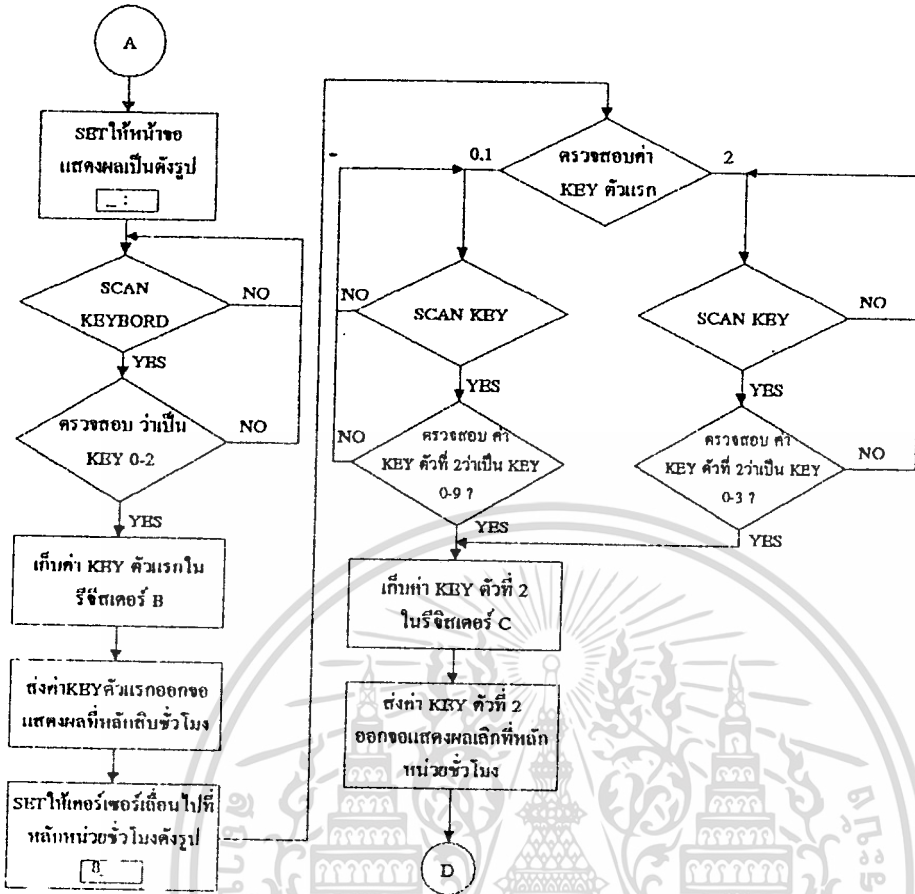 A
SETให้หน้าจอ
แสดงผลเป็นดังรูป
_ :
SCAN
KEYBORD
NO
YES
ตรวจสอบ ว่าเป็น
KEY 0-2
NO
YES
เก็บค่า KEY ตัวแรกใน
รีจิสเตอร์ B
ส่งค่าKEYตัวแรกออกจอ
แสดงผลที่หลักสิบชั่วโมง
SETให้เคอร์เซอร์เลื่อนไปที่
หลักหน่วยชั่วโมงดังรูป
8_
ตรวจสอบค่า
KEY ตัวแรก
0.1
2
SCAN KEY
NO
YES
ตรวจสอบ ค่า
KEY ตัวที่ 2ว่าเป็น KEY
0-9 ?
NO
YES
SCAN KEY
NO
YES
ตรวจสอบ ค่า
KEY ตัวที่ 2ว่าเป็น KEY
0-3 ?
NO
YES
เก็บค่า KEY ตัวที่ 2
ในรีจิสเตอร์ C
ส่งค่า KEY ตัวที่ 2
ออกจอแสดงผลเลิกที่หลัก
หน่วยชั่วโมง
D